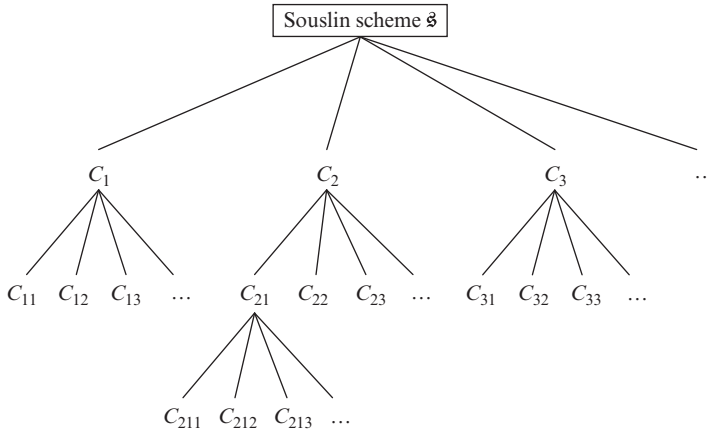 Souslin scheme 𝔰
C₁ C₂ C₃ ..
C₁₁ C₁₂ C₁₃ … C₂₁ C₂₂ C₂₃ … C₃₁ C₃₂ C₃₃ …
C₂₁₁ C₂₁₂ C₂₁₃ …